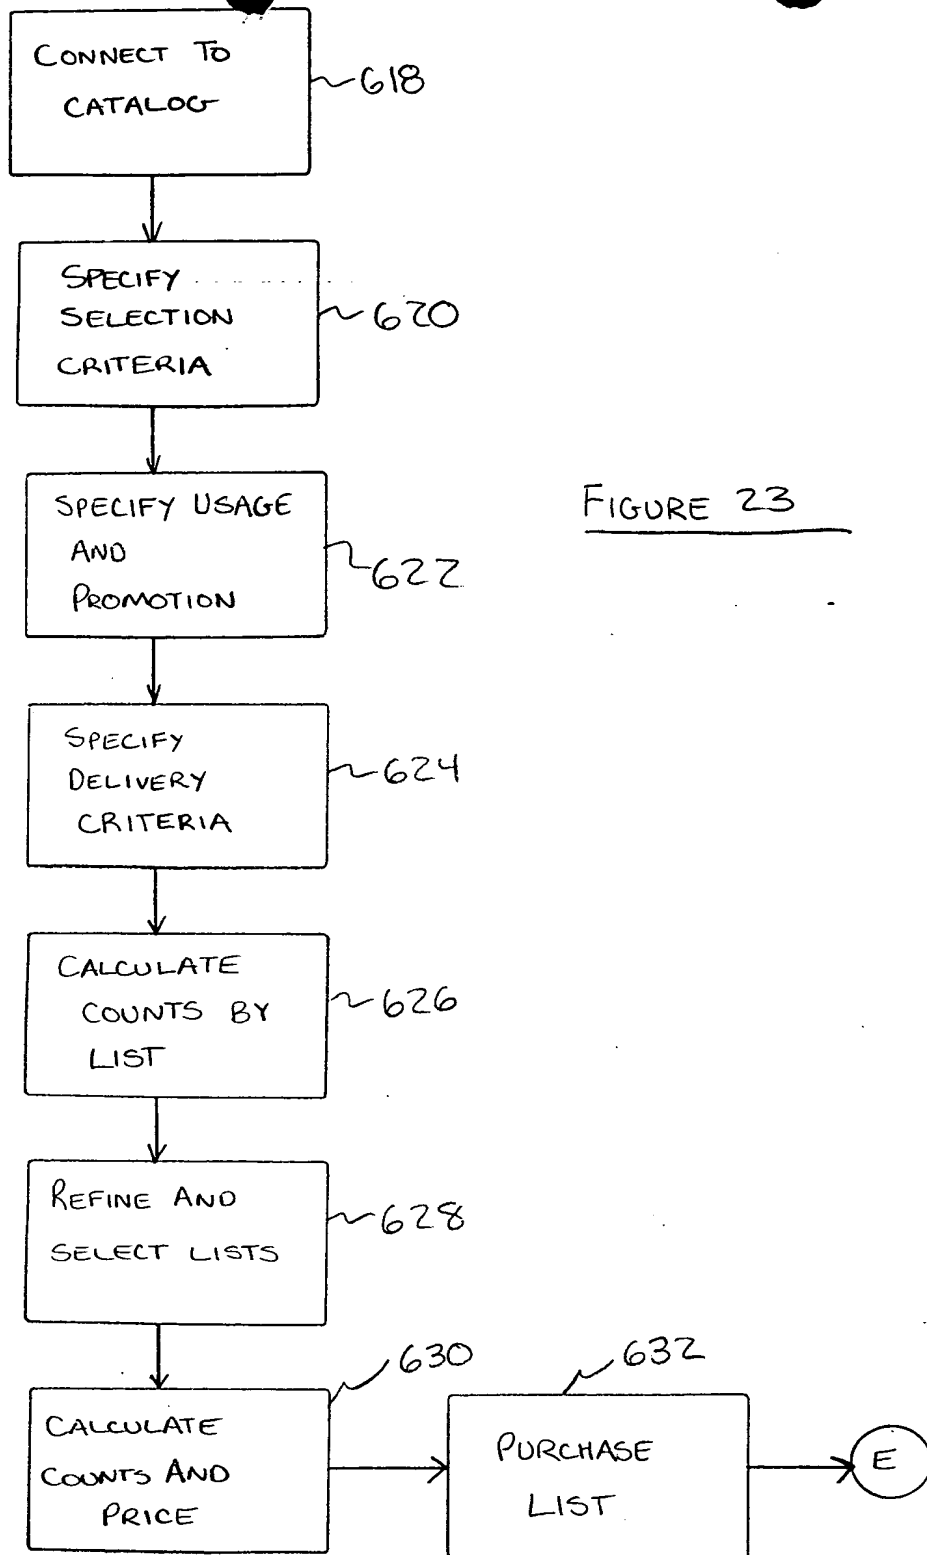 CONNECT TO
CATALOG
618
SPECIFY
SELECTION
CRITERIA
620
SPECIFY USAGE
AND
PROMOTION
622
FIGURE 23
SPECIFY
DELIVERY
CRITERIA
624
CALCULATE
COUNTS BY
LIST
626
REFINE AND
SELECT LISTS
628
630
CALCULATE
COUNTS AND
PRICE
632
PURCHASE
LIST
E